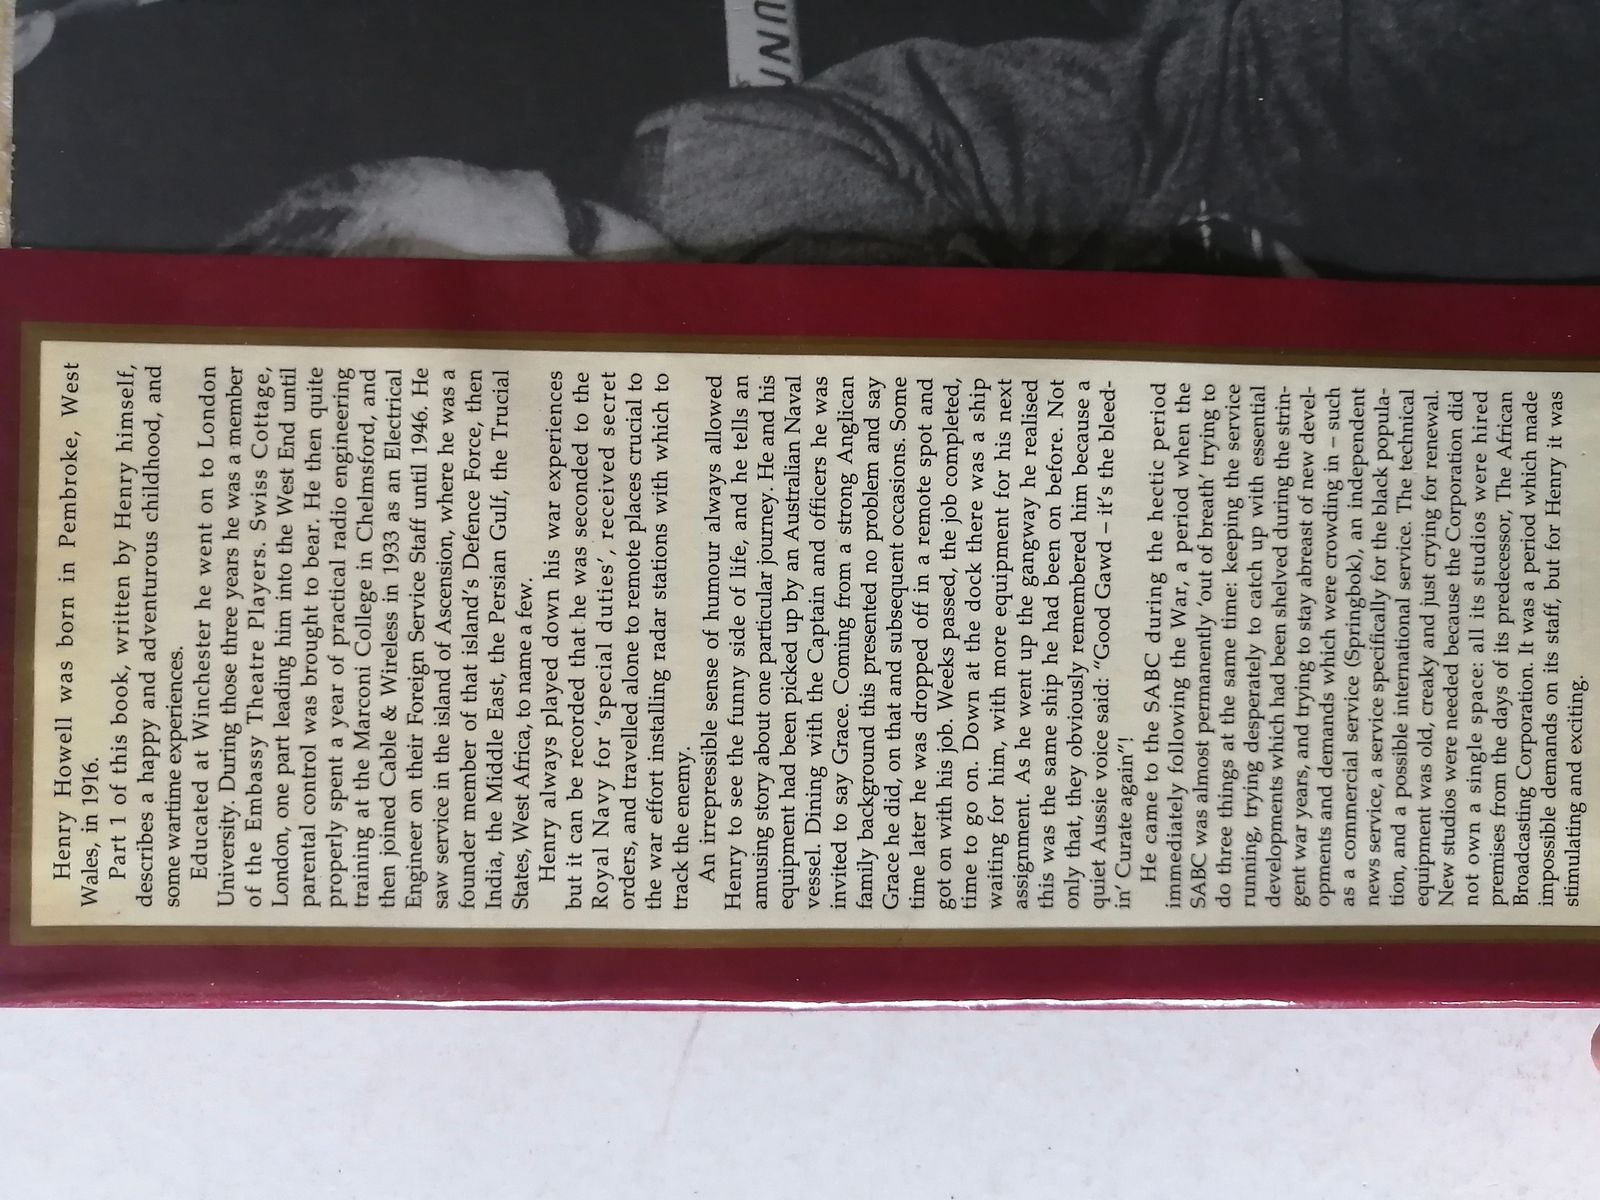 UNI
Henry Howell was born in Pembroke, West
Wales, in 1916.
Part 1 of this book, written by Henry himself,
describes a happy and adventurous childhood, and
some wartime experiences.
Educated at Winchester he went on to London
University. During those three years he was a member
of the Embassy Theatre Players. Swiss Cottage,
London, one part leading him into the West End until
parental control was brought to bear. He then quite
properly spent a year of practical radio engineering
training at the Marconi College in Chelmsford, and
then joined Cable & Wireless in 1933 as an Electrical
Engineer on their Foreign Service Staff until 1946. He
saw service in the island of Ascension, where he was a
founder member of that island's Defence Force, then
India, the Middle East, the Persian Gulf, the Trucial
States, West Africa, to name a few.
Henry always played down his war experiences
but it can be recorded that he was seconded to the
Royal Navy for 'special duties', received secret
orders, and travelled alone to remote places crucial to
the war effort installing radar stations with which to
track the enemy.
An irrepressible sense of humour always allowed
Henry to see the funny side of life, and he tells an
amusing story about one particular journey. He and his
equipment had been picked up by an Australian Naval
vessel. Dining with the Captain and officers he was
invited to say Grace. Coming from a strong Anglican
family background this presented no problem and say
Grace he did, on that and subsequent occasions. Some
time later he was dropped off in a remote spot and
got on with his job. Weeks passed, the job completed,
time to go on. Down at the dock there was a ship
waiting for him, with more equipment for his next
assignment. As he went up the gangway he realised
this was the same ship he had been on before. Not
only that, they obviously remembered him because a
quiet Aussie voice said: "Good Gawd – it's the bleed-
in' Curate again"!
He came to the SABC during the hectic period
immediately following the War, a period when the
SABC was almost permanently 'out of breath' trying to
do three things at the same time: keeping the service
running, trying desperately to catch up with essential
developments which had been shelved during the strin-
gent war years, and trying to stay abreast of new devel-
opments and demands which were crowding in – such
as a commercial service (Springbok), an independent
news service, a service specifically for the black popula-
tion, and a possible international service. The technical
equipment was old, creaky and just crying for renewal.
New studios were needed because the Corporation did
not own a single space: all its studios were hired
premises from the days of its predecessor, The African
Broadcasting Corporation. It was a period which made
impossible demands on its staff, but for Henry it was
stimulating and exciting.